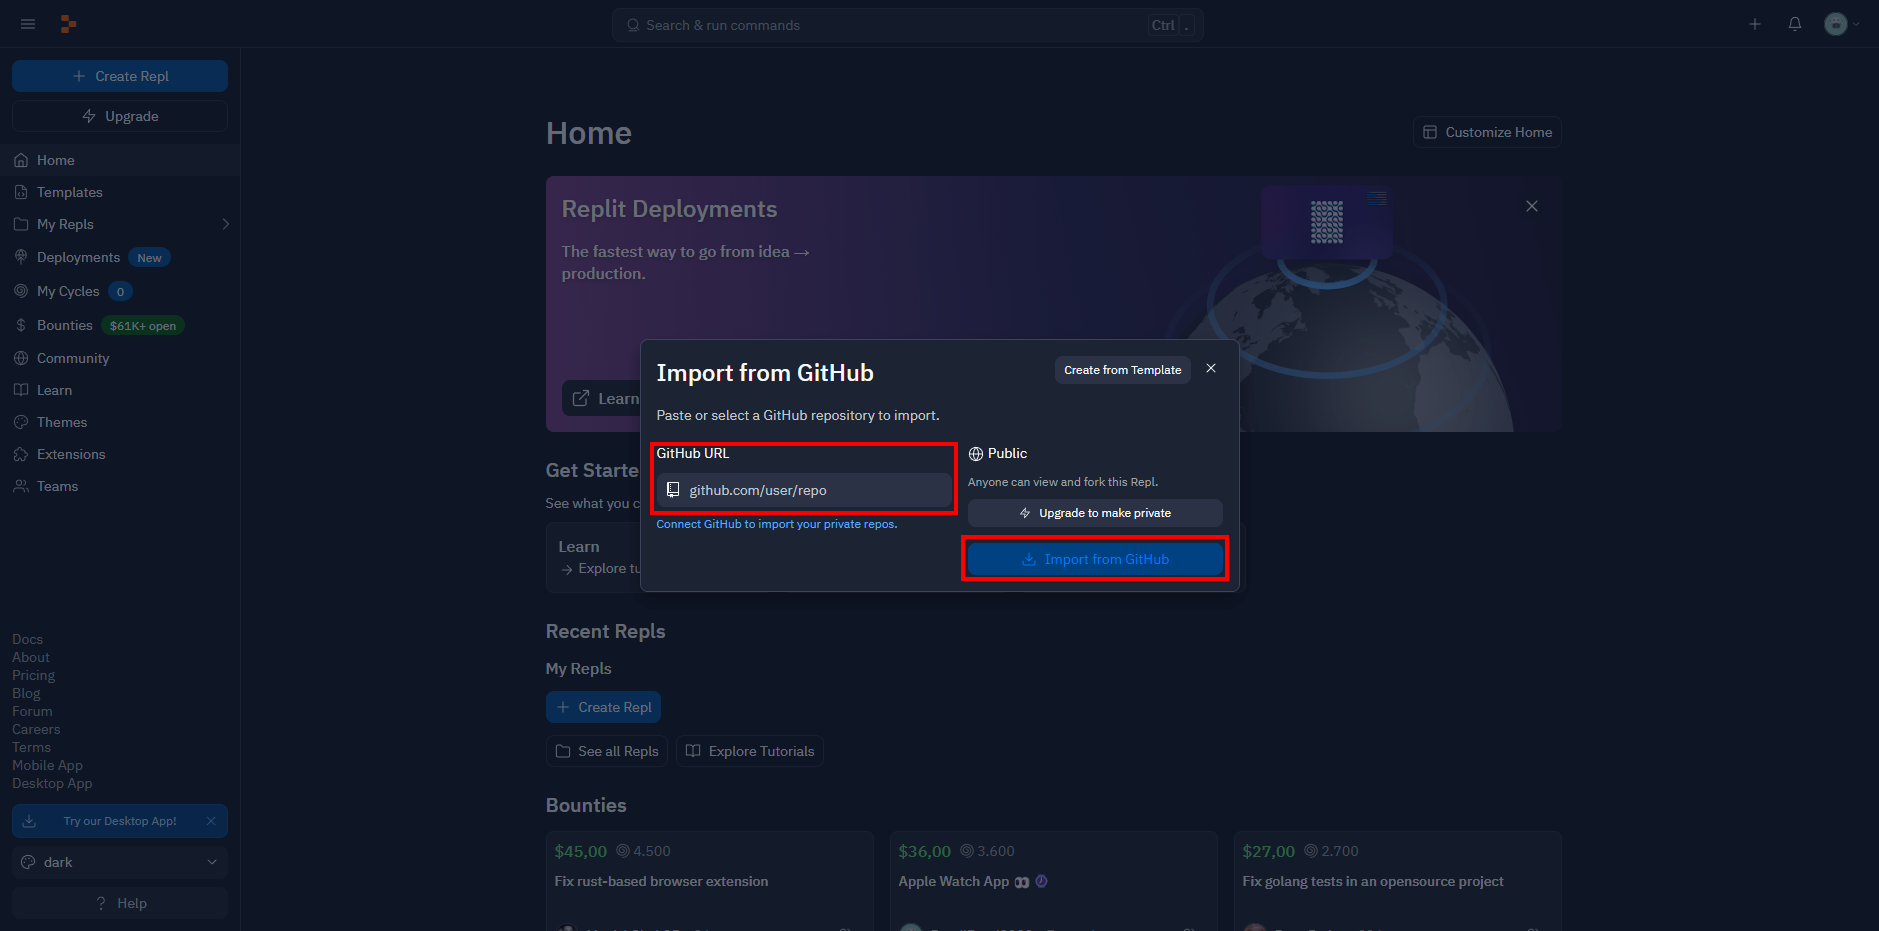 Search & run commands
Ctrl .
Create Repl
Upgrade
Home
Templates
My Repls
Deployments New
My Cycles 0
Bounties $61K+ open
Community
Learn
Themes
Extensions
Teams
Docs
About
Pricing
Blog
Forum
Careers
Terms
Mobile App
Desktop App
Try our Desktop App!
dark
? Help
Home
Customize Home
Replit Deployments
The fastest way to go from idea →
production.
Learn
Import from GitHub
Create from Template
Paste or select a GitHub repository to import.
GitHub URL
github.com/user/repo
Connect GitHub to import your private repos.
Public
Anyone can view and fork this Repl.
Upgrade to make private
Import from GitHub
Get Starte
See what you c
Learn
→ Explore tu
Recent Repls
My Repls
Create Repl
See all Repls
Explore Tutorials
Bounties
$45,00 4.500
Fix rust-based browser extension
$36,00 3.600
Apple Watch App 👀
$27,00 2.700
Fix golang tests in an opensource project